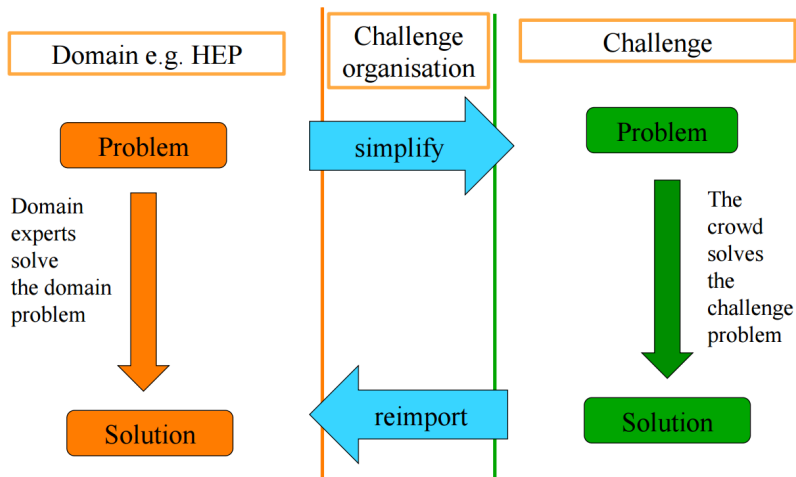 Domain e.g. HEP
Challenge
organisation
Challenge
Problem
simplify
Problem
Domain
experts
solve
the domain
problem
The
crowd
solves
the
challenge
problem
Solution
reimport
Solution